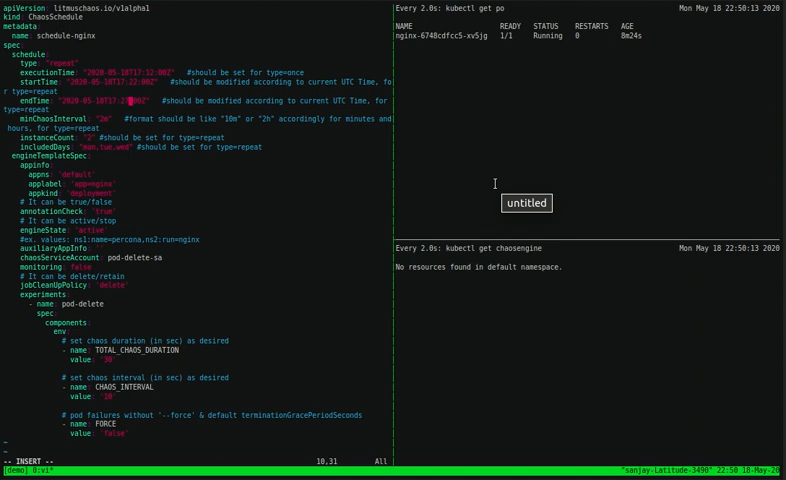 apiVersion: litmuschaos.io/v1alpha1
kind: ChaosSchedule
metadata:
  name: schedule-nginx
spec:
  schedule:
    type: "repeat"
    executionTime: "2020-05-18T17:12:00Z"   #should be set for type=once
    startTime: "2020-05-18T17:22:00Z"   #should be modified according to current UTC Time, fo
r type=repeat
    endTime: "2020-05-18T17:27:00Z"   #should be modified according to current UTC Time, for
type=repeat
    minChaosInterval: "2m"   #format should be like "10m" or "2h" accordingly for minutes and
 hours, for type=repeat
    instanceCount: "2" #should be set for type=repeat
    includedDays: "mon,tue,wed" #should be set for type=repeat
  engineTemplateSpec:
    appinfo:
      appns: 'default'
      applabel: 'app=nginx'
      appkind: 'deployment'
    # It can be true/false
    annotationCheck: 'true'
    # It can be active/stop
    engineState: 'active'
    #ex. values: ns1:name=percona,ns2:run=nginx
    auxiliaryAppInfo: ''
    chaosServiceAccount: pod-delete-sa
    monitoring: false
    # It can be delete/retain
    jobCleanUpPolicy: 'delete'
    experiments:
      - name: pod-delete
        spec:
          components:
            env:
              # set chaos duration (in sec) as desired
              - name: TOTAL_CHAOS_DURATION
                value: '30'
              # set chaos interval (in sec) as desired
              - name: CHAOS_INTERVAL
                value: '10'
              # pod failures without '--force' & default terminationGracePeriodSeconds
              - name: FORCE
                value: 'false'
~
~
-- INSERT --   10,31   All
Every 2.0s: kubectl get po   Mon May 18 22:50:13 2020
NAME   READY   STATUS   RESTARTS   AGE
nginx-6748cdfcc5-xv5jg   1/1   Running   0   8m24s
untitled
Every 2.0s: kubectl get chaosengine   Mon May 18 22:50:13 2020
No resources found in default namespace.
[demo] 0:vi*   "sanjay-Latitude-3490" 22:50 18-May-20